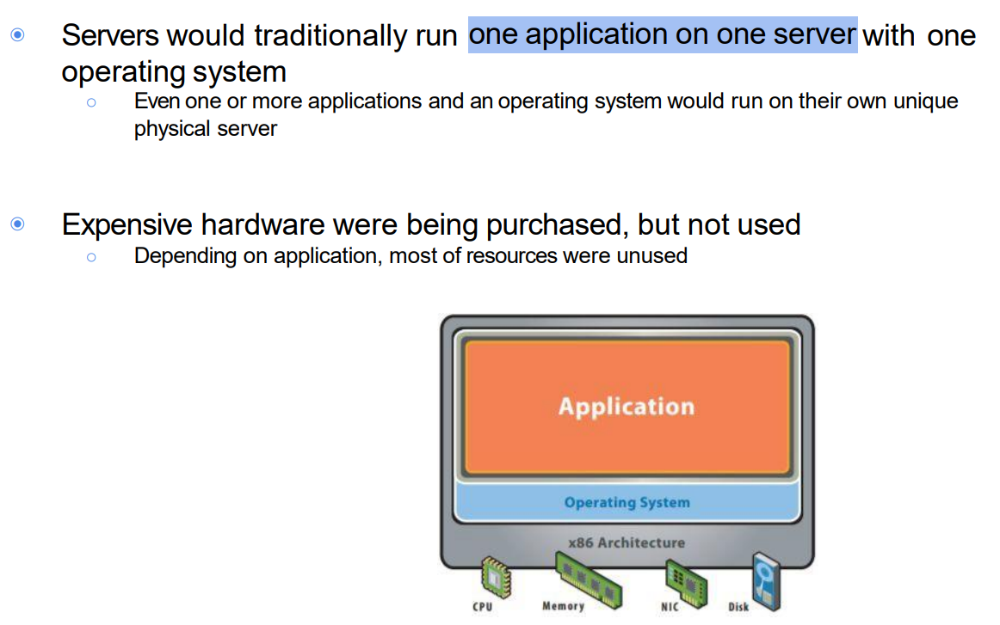 Servers would traditionally run one application on one server with one
operating system
Even one or more applications and an operating system would run on their own unique
physical server
Expensive hardware were being purchased, but not used
Depending on application, most of resources were unused
Application
Operating System
x86 Architecture
CPU
Memory
NIC
Disk